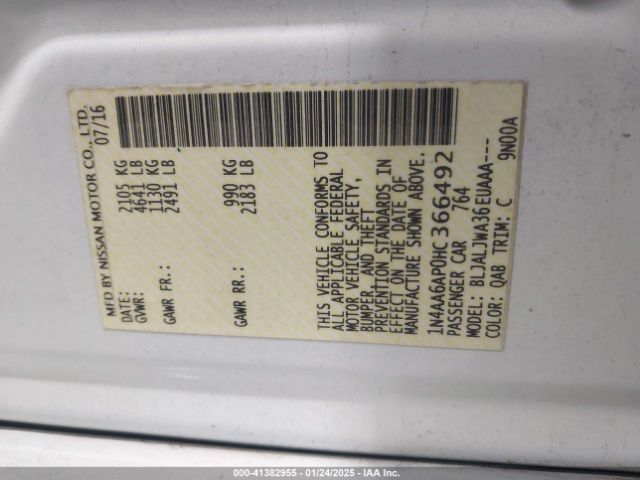 MFD BY NISSAN MOTOR CO., LTD.
DATE: 07/16
GVWR: 2105 KG
4641 LB
GAWR FR.: 1130 KG
2491 LB
GAWR RR.: 990 KG
2183 LB
THIS VEHICLE CONFORMS TO
ALL APPLICABLE FEDERAL
MOTOR VEHICLE SAFETY,
BUMPER, AND THEFT
PREVENTION STANDARDS IN
EFFECT ON THE DATE OF
MANUFACTURE SHOWN ABOVE.
1N4AA6AP0HC366492
PASSENGER CAR 764
MODEL: BLJALJWA36EUAAA---
COLOR: QAB TRIM: C 9N00A
000-41382955 - 01/24/2025 - IAA Inc.